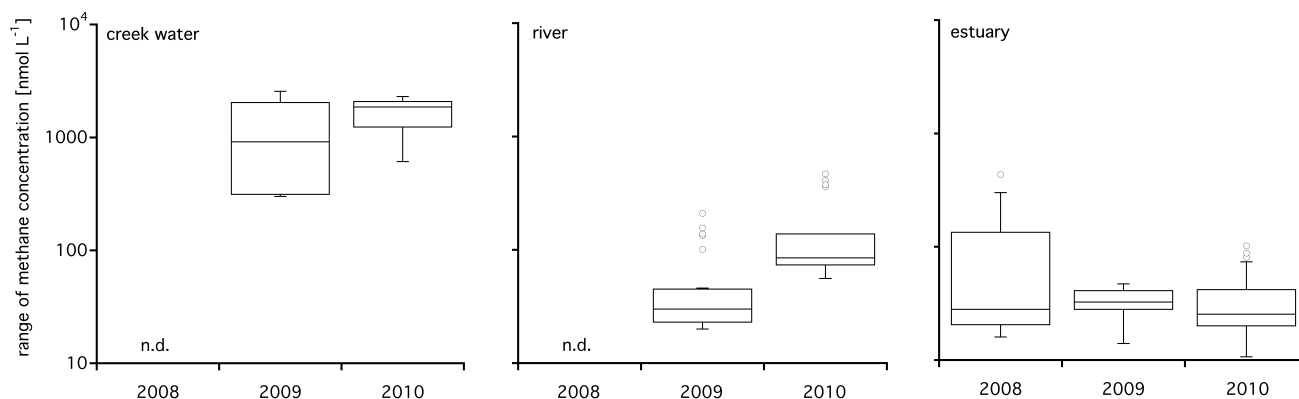 range of methane concentration [nmol L⁻¹]
10⁴
1000
100
10
creek water
n.d.
2008 2009 2010
river
n.d.
2008 2009 2010
estuary
2008 2009 2010